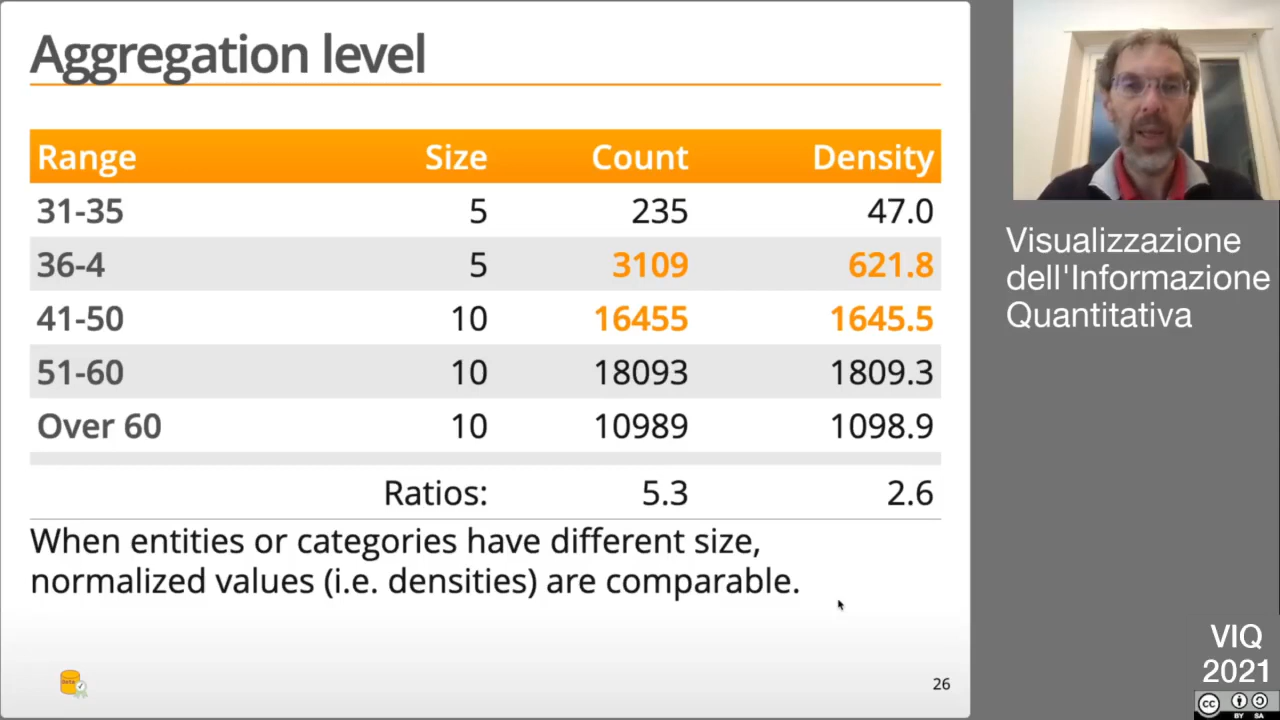 Aggregation level
Range Size Count Density
31-35 5 235 47.0
36-4 5 3109 621.8
41-50 10 16455 1645.5
51-60 10 18093 1809.3
Over 60 10 10989 1098.9
Ratios: 5.3 2.6
When entities or categories have different size,
normalized values (i.e. densities) are comparable.
26
Visualizzazione
dell'Informazione
Quantitativa
VIQ
2021
cc
BY SA